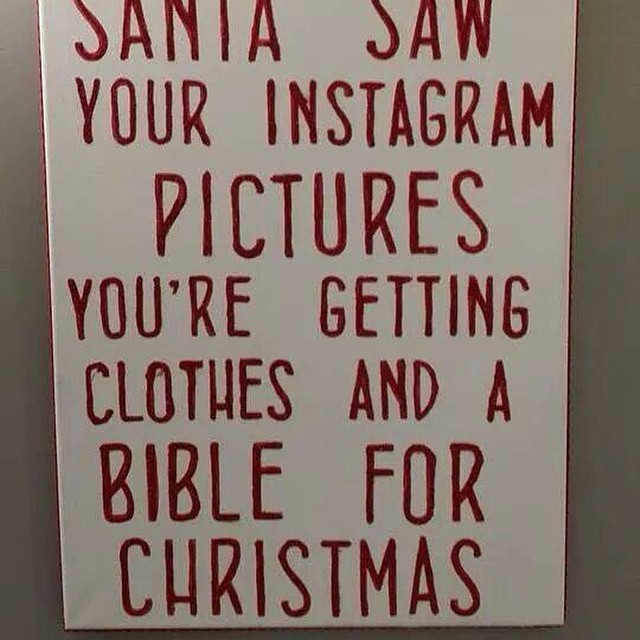 SANTA SAW
YOUR INSTAGRAM
PICTURES
YOU'RE GETTING
CLOTHES AND A
BIBLE FOR
CHRISTMAS